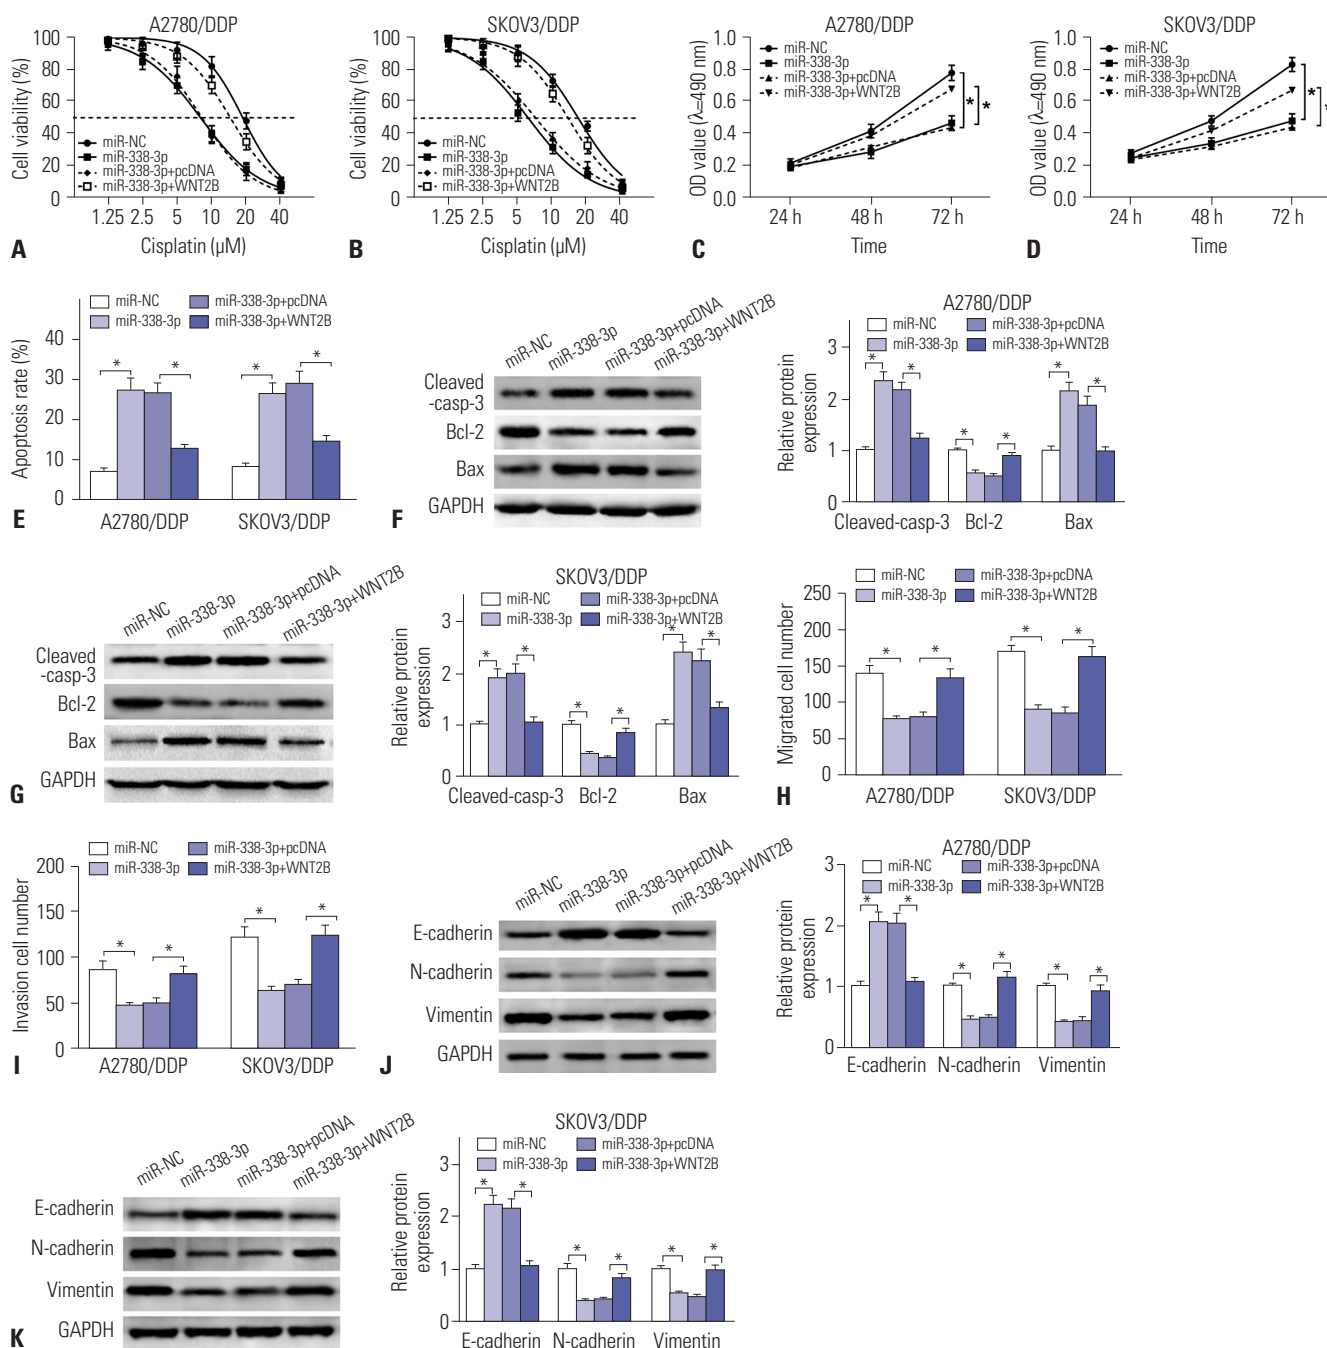 A2780/DDP
Cell viability (%)
100
80
60
40
20
0
miR-NC
miR-338-3p
miR-338-3p+pcDNA
miR-338-3p+WNT2B
1.25 2.5 5 10 20 40
Cisplatin (µM)
A
SKOV3/DDP
Cell viability (%)
100
80
60
40
20
0
miR-NC
miR-338-3p
miR-338-3p+pcDNA
miR-338-3p+WNT2B
1.25 2.5 5 10 20 40
Cisplatin (µM)
B
A2780/DDP
OD value (λ=490 nm)
1.0
0.8
0.6
0.4
0.2
0.0
miR-NC
miR-338-3p
miR-338-3p+pcDNA
miR-338-3p+WNT2B
* *
24 h 48 h 72 h
Time
C
SKOV3/DDP
OD value (λ=490 nm)
1.0
0.8
0.6
0.4
0.2
0.0
miR-NC
miR-338-3p
miR-338-3p+pcDNA
miR-338-3p+WNT2B
* *
24 h 48 h 72 h
Time
D
miR-NC miR-338-3p+pcDNA
miR-338-3p miR-338-3p+WNT2B
Apoptosis rate (%)
40
30
20
10
0
* * * *
A2780/DDP SKOV3/DDP
E
miR-NC miR-338-3p miR-338-3p+pcDNA miR-338-3p+WNT2B
Cleaved
-casp-3
Bcl-2
Bax
GAPDH
F
A2780/DDP
miR-NC miR-338-3p+pcDNA
miR-338-3p miR-338-3p+WNT2B
Relative protein
expression
3
2
1
0
* * * * * *
Cleaved-casp-3 Bcl-2 Bax
miR-NC miR-338-3p miR-338-3p+pcDNA miR-338-3p+WNT2B
Cleaved
-casp-3
Bcl-2
Bax
GAPDH
G
SKOV3/DDP
miR-NC miR-338-3p+pcDNA
miR-338-3p miR-338-3p+WNT2B
Relative protein
expression
3
2
1
0
* * * * * *
Cleaved-casp-3 Bcl-2 Bax
miR-NC miR-338-3p+pcDNA
miR-338-3p miR-338-3p+WNT2B
Migrated cell number
250
200
150
100
50
0
* * * *
A2780/DDP SKOV3/DDP
H
miR-NC miR-338-3p+pcDNA
miR-338-3p miR-338-3p+WNT2B
Invasion cell number
200
150
100
50
0
* * * *
A2780/DDP SKOV3/DDP
I
miR-NC miR-338-3p miR-338-3p+pcDNA miR-338-3p+WNT2B
E-cadherin
N-cadherin
Vimentin
GAPDH
J
A2780/DDP
miR-NC miR-338-3p+pcDNA
miR-338-3p miR-338-3p+WNT2B
Relative protein
expression
3
2
1
0
* * * * * *
E-cadherin N-cadherin Vimentin
miR-NC miR-338-3p miR-338-3p+pcDNA miR-338-3p+WNT2B
E-cadherin
N-cadherin
Vimentin
GAPDH
K
SKOV3/DDP
miR-NC miR-338-3p+pcDNA
miR-338-3p miR-338-3p+WNT2B
Relative protein
expression
3
2
1
0
* * * * * *
E-cadherin N-cadherin Vimentin